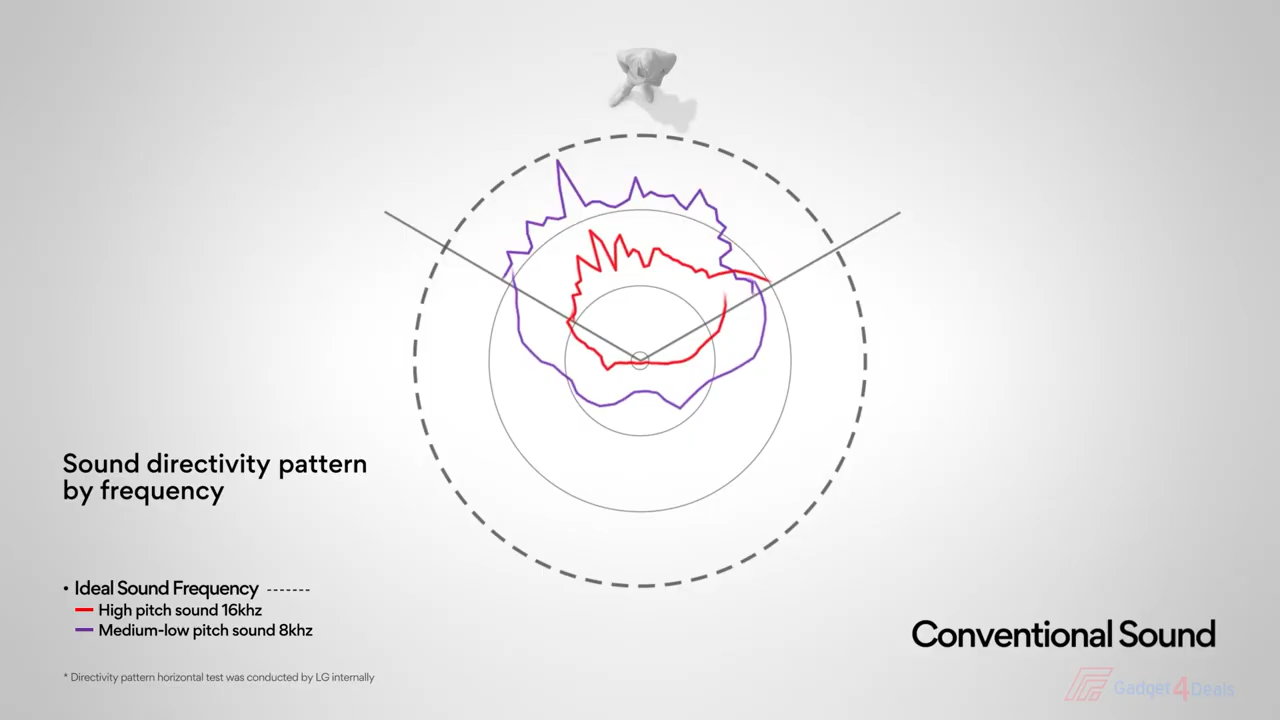 Sound directivity pattern
by frequency
• Ideal Sound Frequency -------
High pitch sound 16khz
Medium-low pitch sound 8khz
* Directivity pattern horizontal test was conducted by LG internally
Conventional Sound
Gadget4Deals